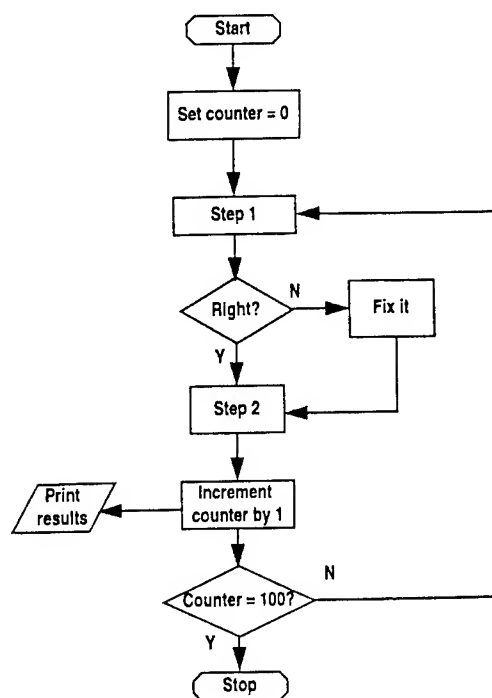 Start
Set counter = 0
Step 1
Right?
N
Fix it
Y
Step 2
Print
results
Increment
counter by 1
Counter = 100?
N
Y
Stop